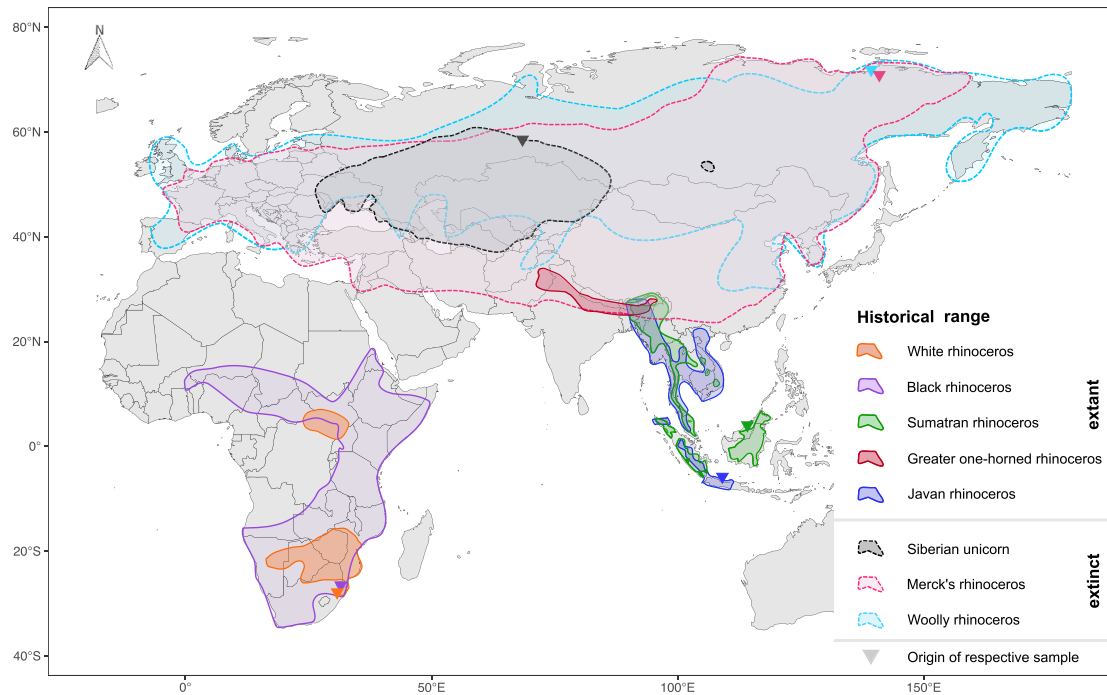 80°N
60°N
40°N
20°N
0°
20°S
40°S
N
Historical range
White rhinoceros
Black rhinoceros
Sumatran rhinoceros
Greater one-horned rhinoceros
Javan rhinoceros
extant
Siberian unicorn
Merck's rhinoceros
Woolly rhinoceros
extinct
Origin of respective sample
0°
50°E
100°E
150°E